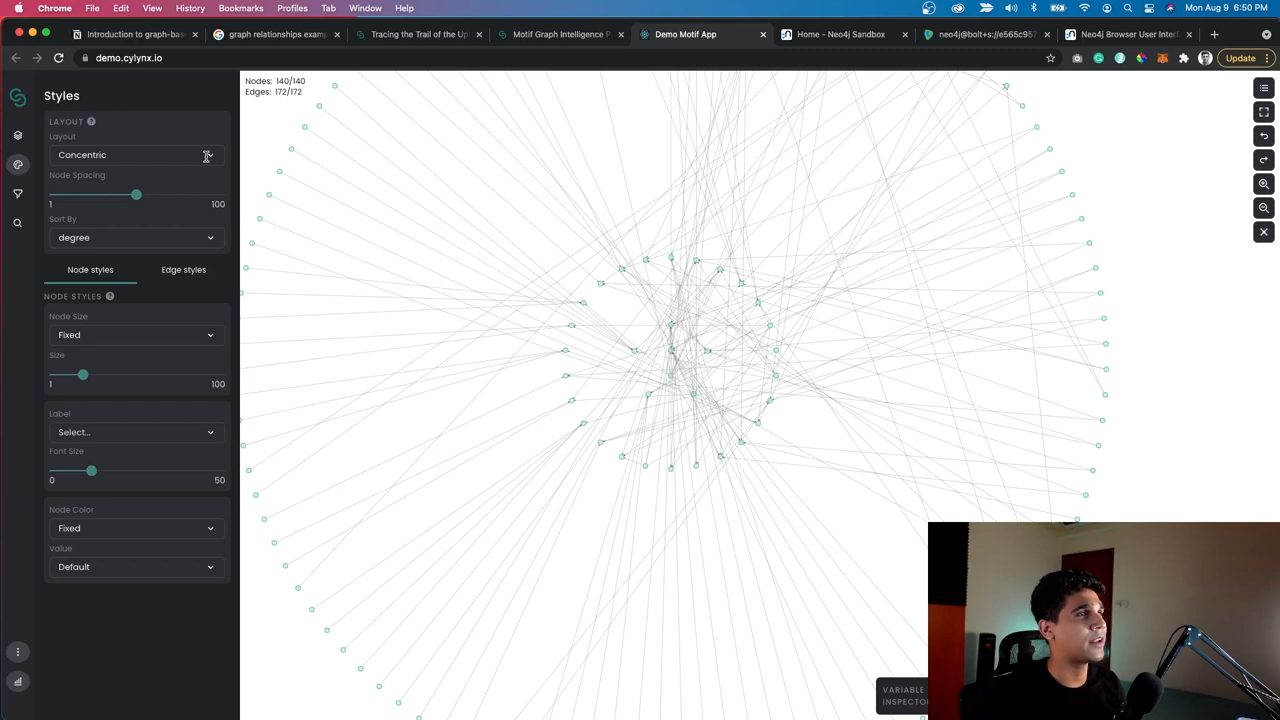 Chrome File Edit View History Bookmarks Profiles Tab Window Help Mon Aug 9 6:50 PM
Introduction to graph-bas
graph relationships examp
Tracing the Trail of the Up
Motif Graph Intelligence P
Demo Motif App
Home - Neo4j Sandbox
neo4j@bolt+s://e565c957
Neo4j Browser User Interf
demo.cylynx.io
Update
Styles
LAYOUT
Layout
Concentric
Node Spacing
1 100
Sort By
degree
Node styles Edge styles
NODE STYLES
Node Size
Fixed
Size
1 100
Label
Select...
Font Size
0 50
Node Color
Fixed
Value
Default
Nodes: 140/140
Edges: 172/172
VARIABLE
INSPECTO